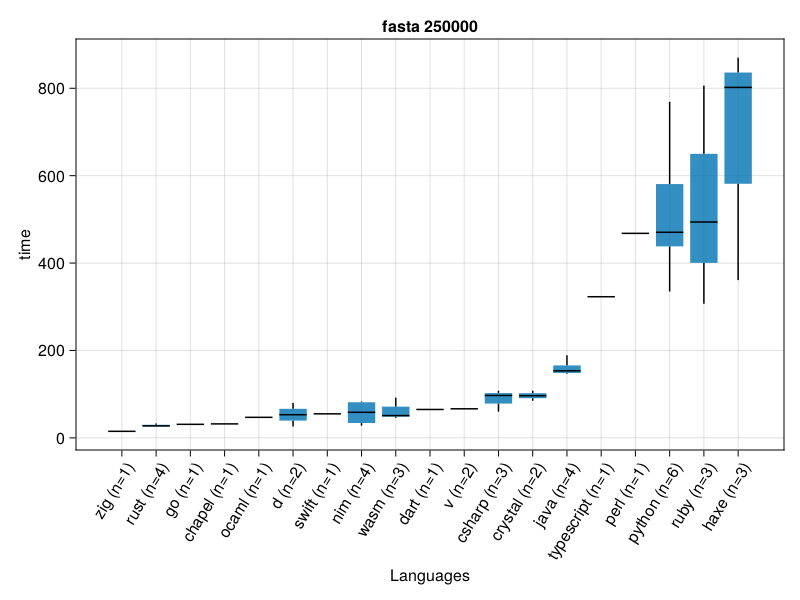 fasta 250000
time
800
600
400
200
0
zig (n=1)
rust (n=4)
go (n=1)
chapel (n=1)
ocaml (n=1)
d (n=2)
swift (n=1)
nim (n=4)
wasm (n=3)
dart (n=1)
v (n=2)
csharp (n=3)
crystal (n=2)
java (n=4)
typescript (n=1)
perl (n=1)
python (n=6)
ruby (n=3)
haxe (n=3)
Languages